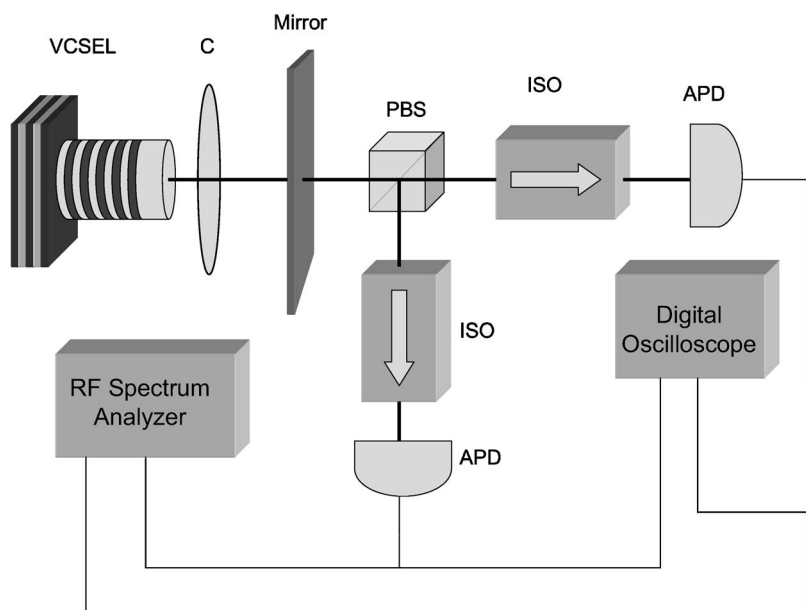 VCSEL
C
Mirror
PBS
ISO
APD
ISO
Digital
Oscilloscope
RF Spectrum
Analyzer
APD